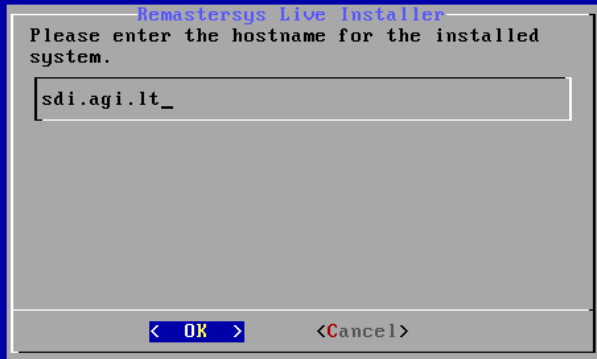 Remastersys Live Installer
Please enter the hostname for the installed
system.
sdi.agi.lt_
< OK > <Cancel>